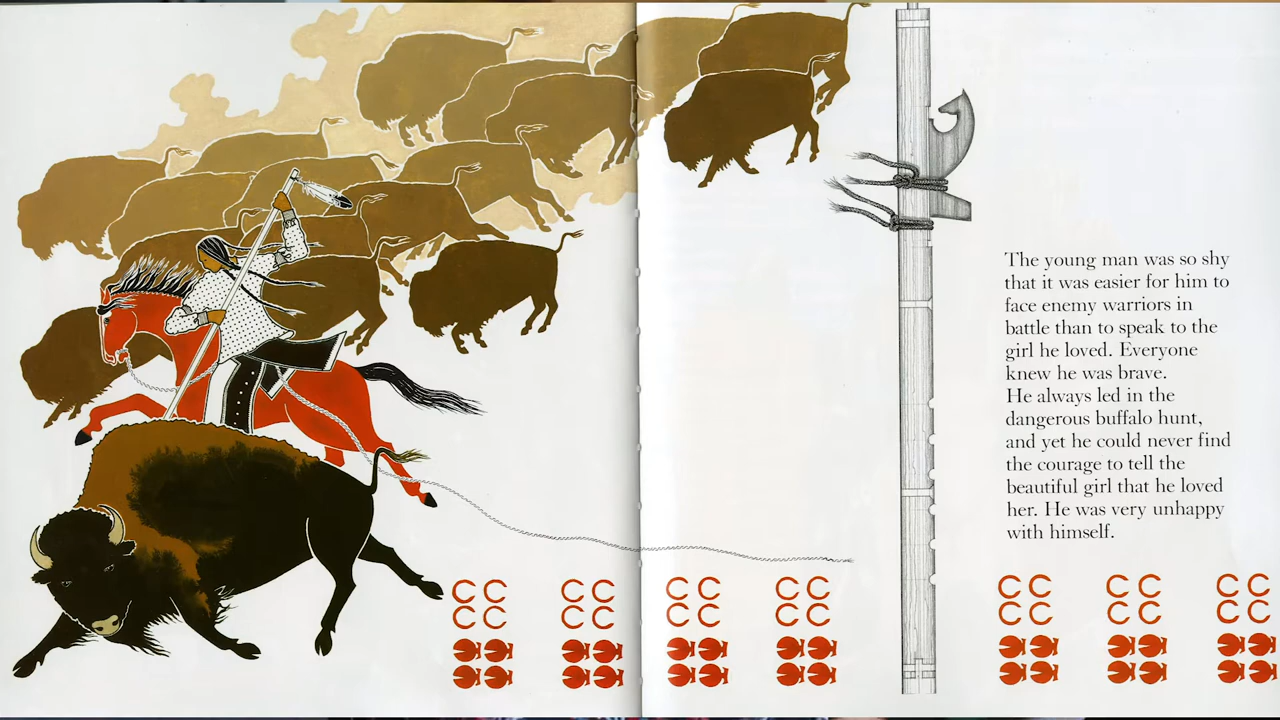 The young man was so shy
that it was easier for him to
face enemy warriors in
battle than to speak to the
girl he loved. Everyone
knew he was brave.
He always led in the
dangerous buffalo hunt,
and yet he could never find
the courage to tell the
beautiful girl that he loved
her. He was very unhappy
with himself.